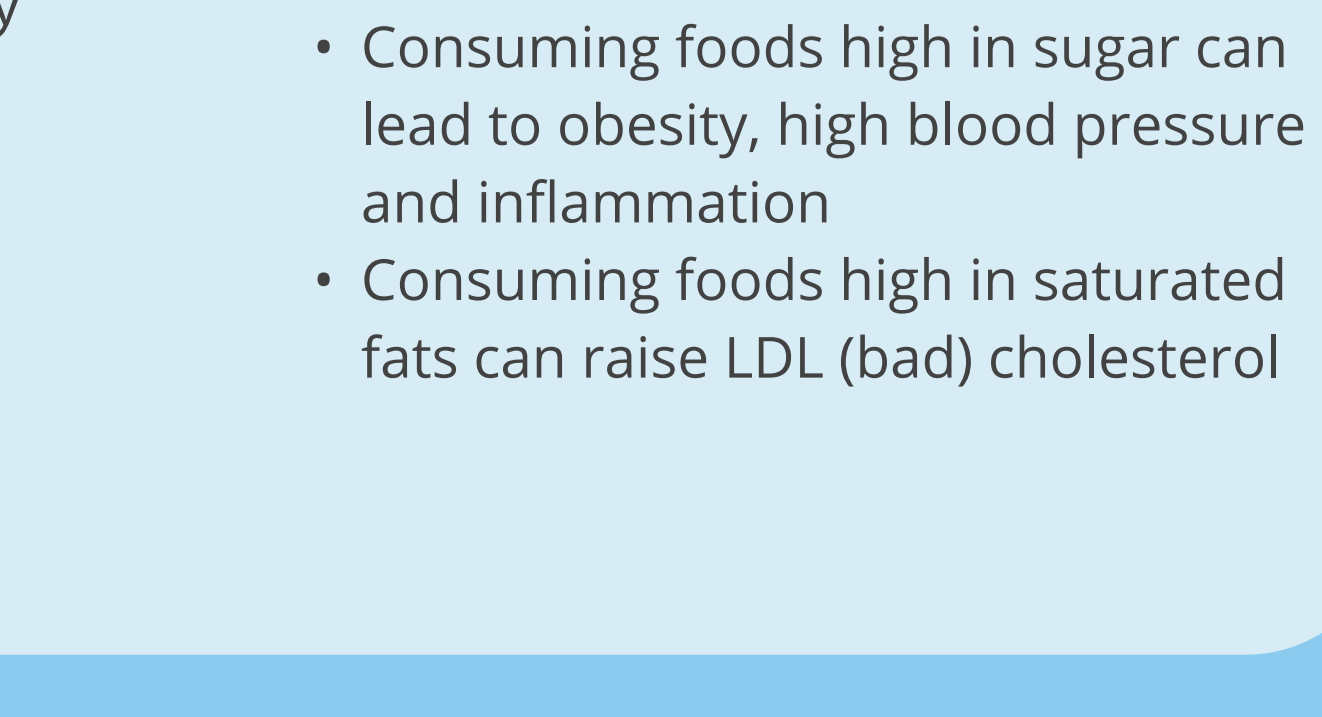 • Consuming foods high in sugar can
lead to obesity, high blood pressure
and inflammation
• Consuming foods high in saturated
fats can raise LDL (bad) cholesterol